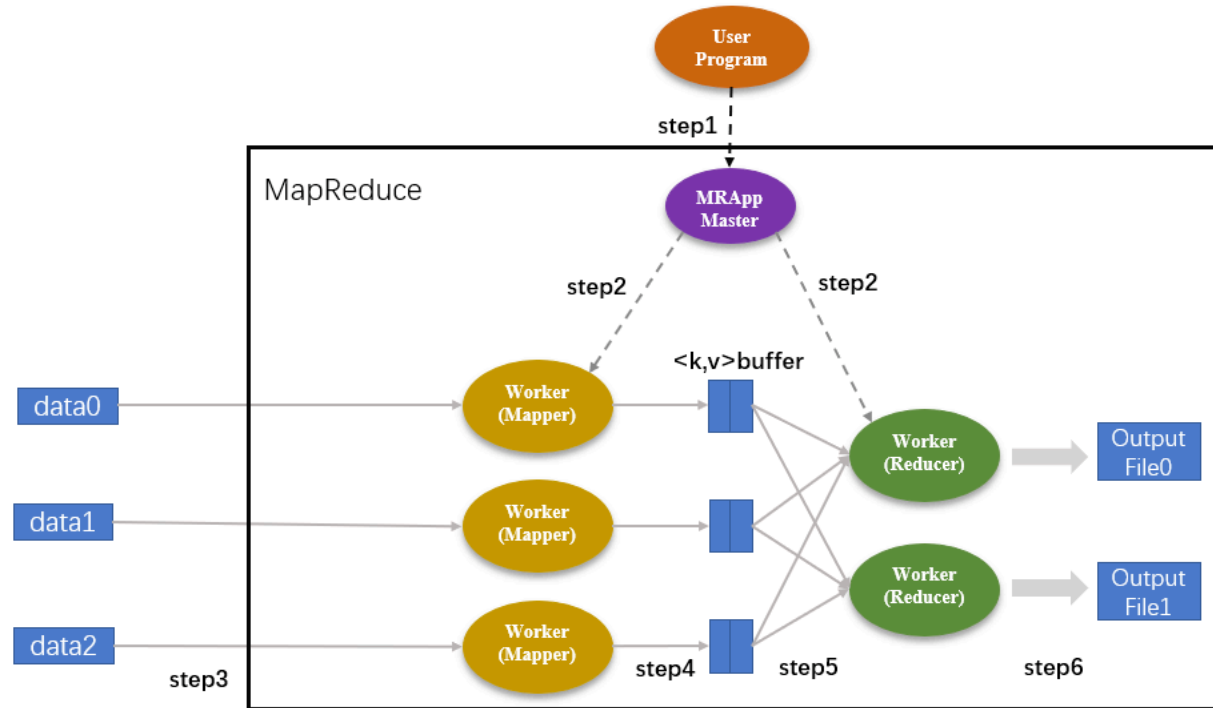 User
Program
step1
MapReduce
MRApp
Master
step2
step2
<k,v>buffer
data0
Worker
(Mapper)
Worker
(Reducer)
Output
File0
data1
Worker
(Mapper)
Worker
(Reducer)
Output
File1
data2
Worker
(Mapper)
step3
step4
step5
step6